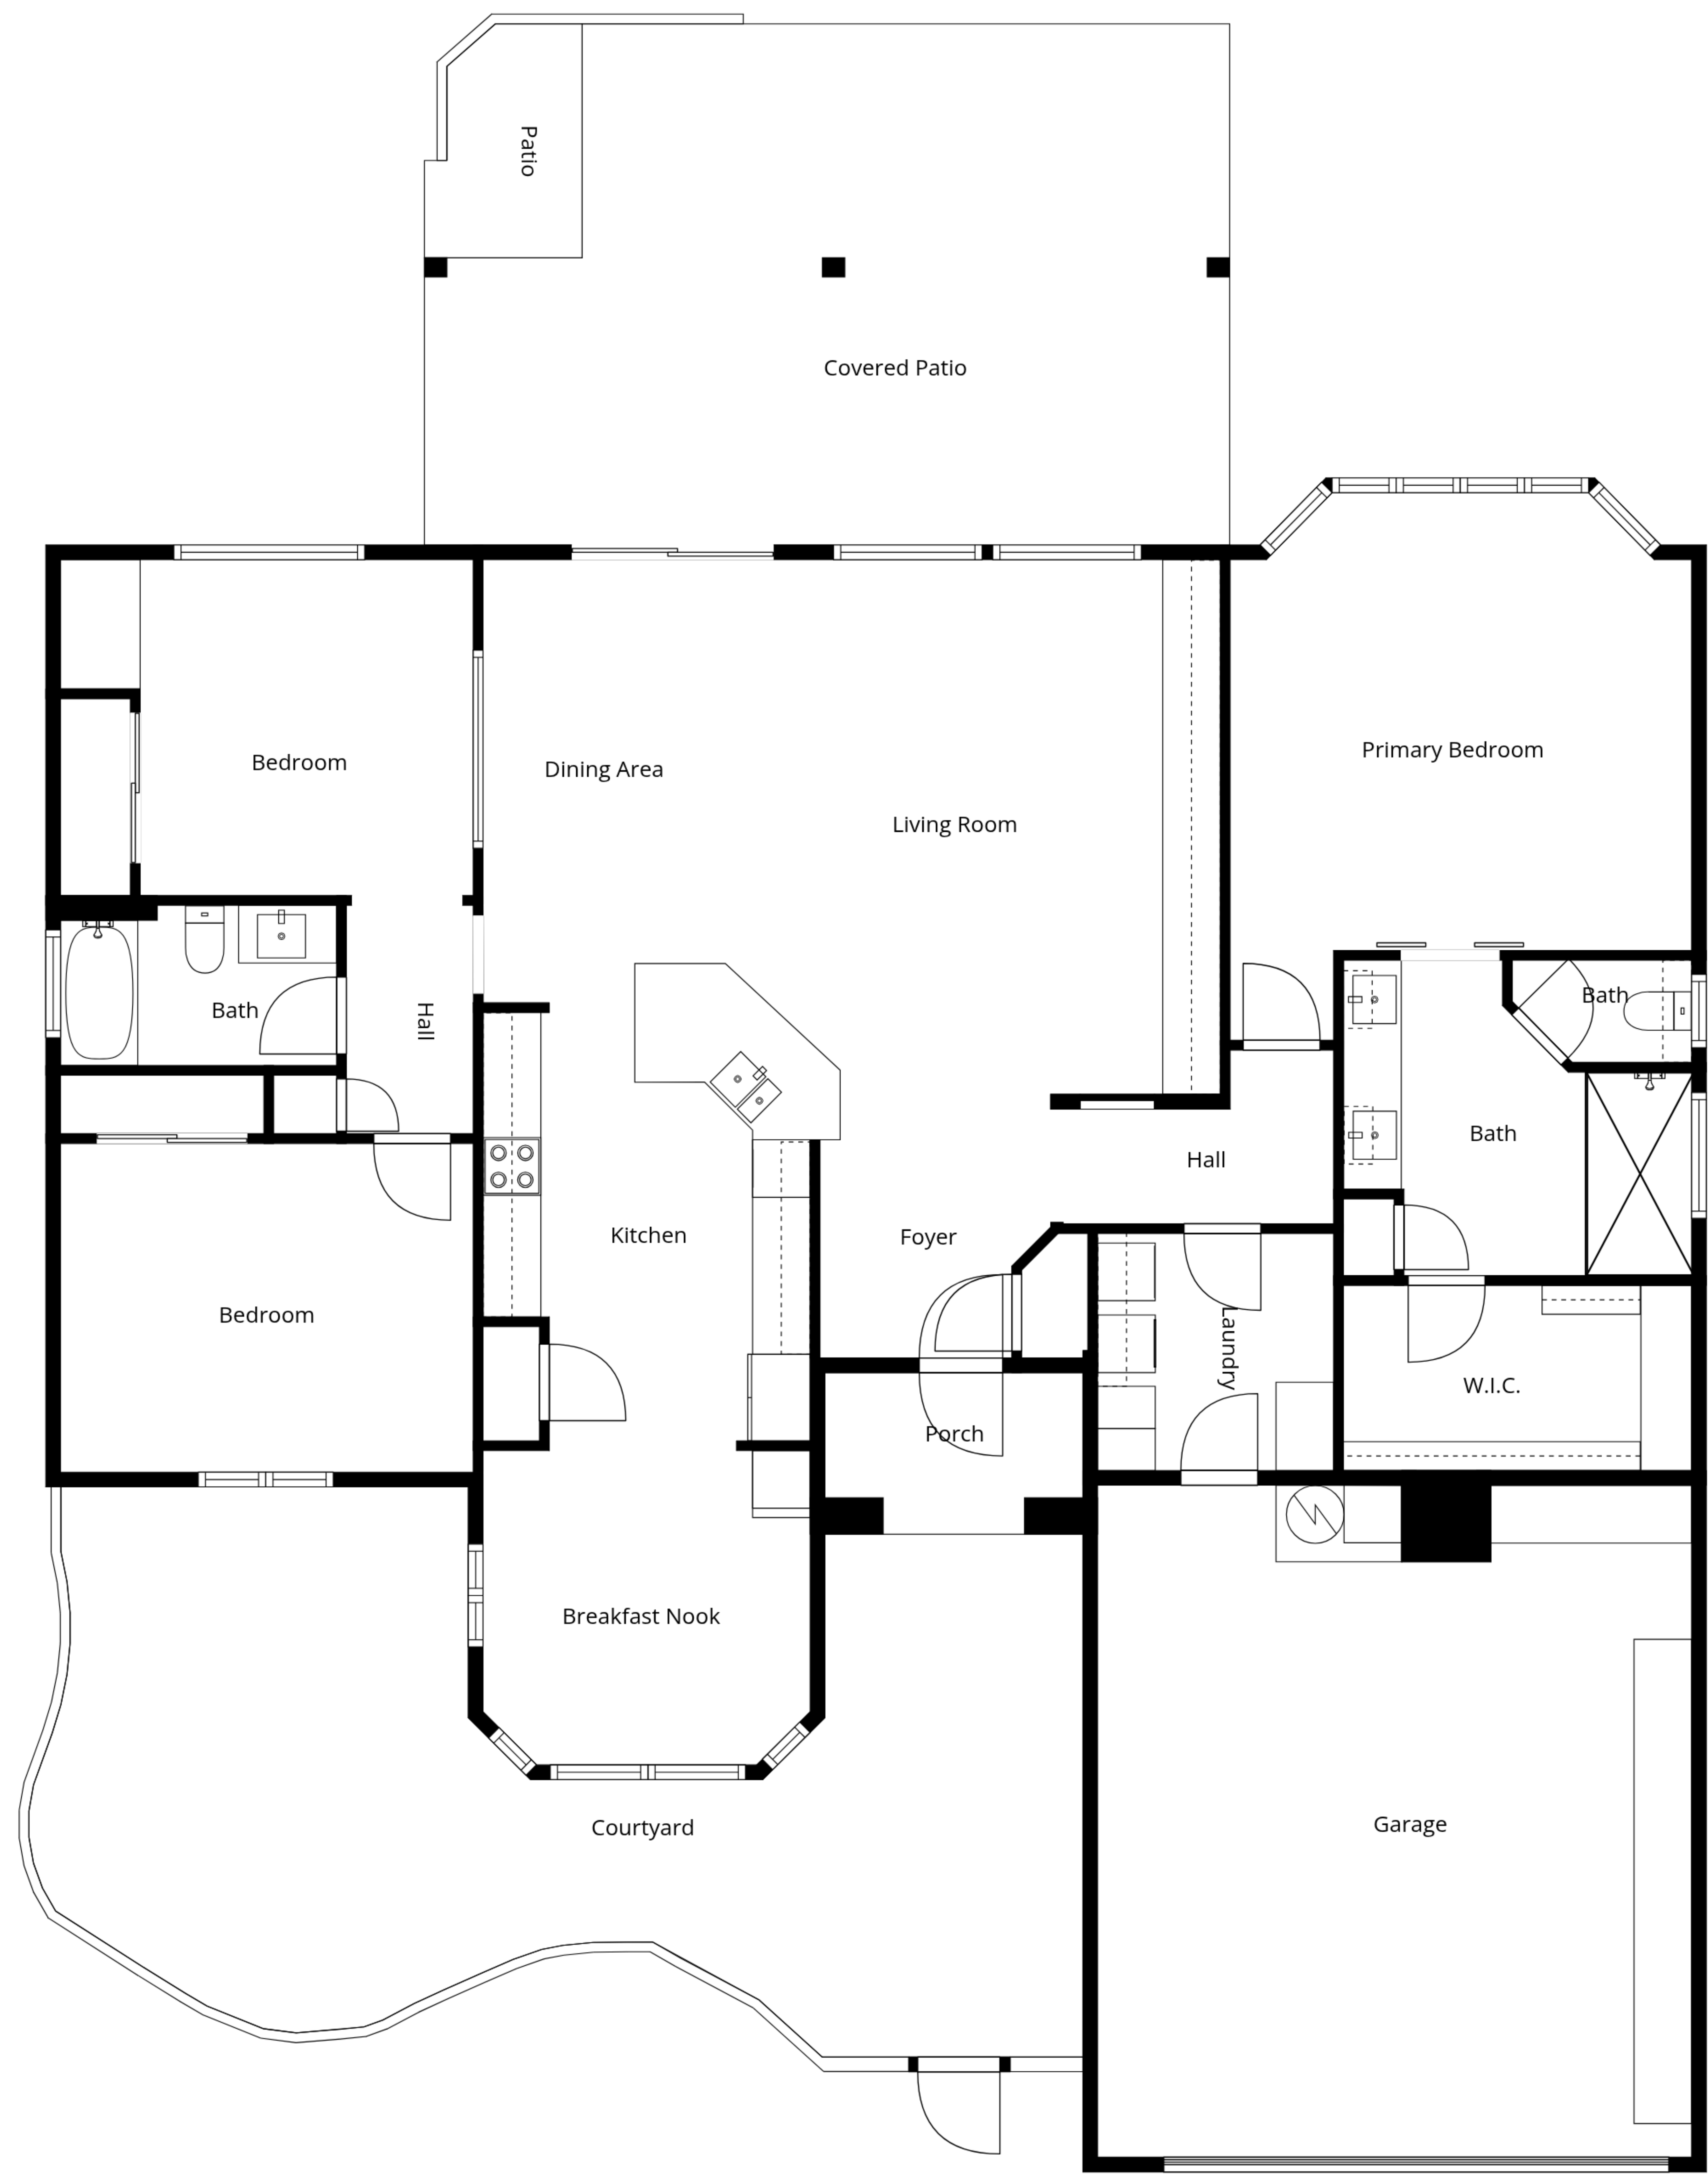 Patio
Covered Patio
Primary Bedroom
Bedroom
Dining Area
Living Room
Bath
Bath
Hall
Bath
Hall
Kitchen
Foyer
Bedroom
Laundry
W.I.C.
Porch
Breakfast Nook
Garage
Courtyard